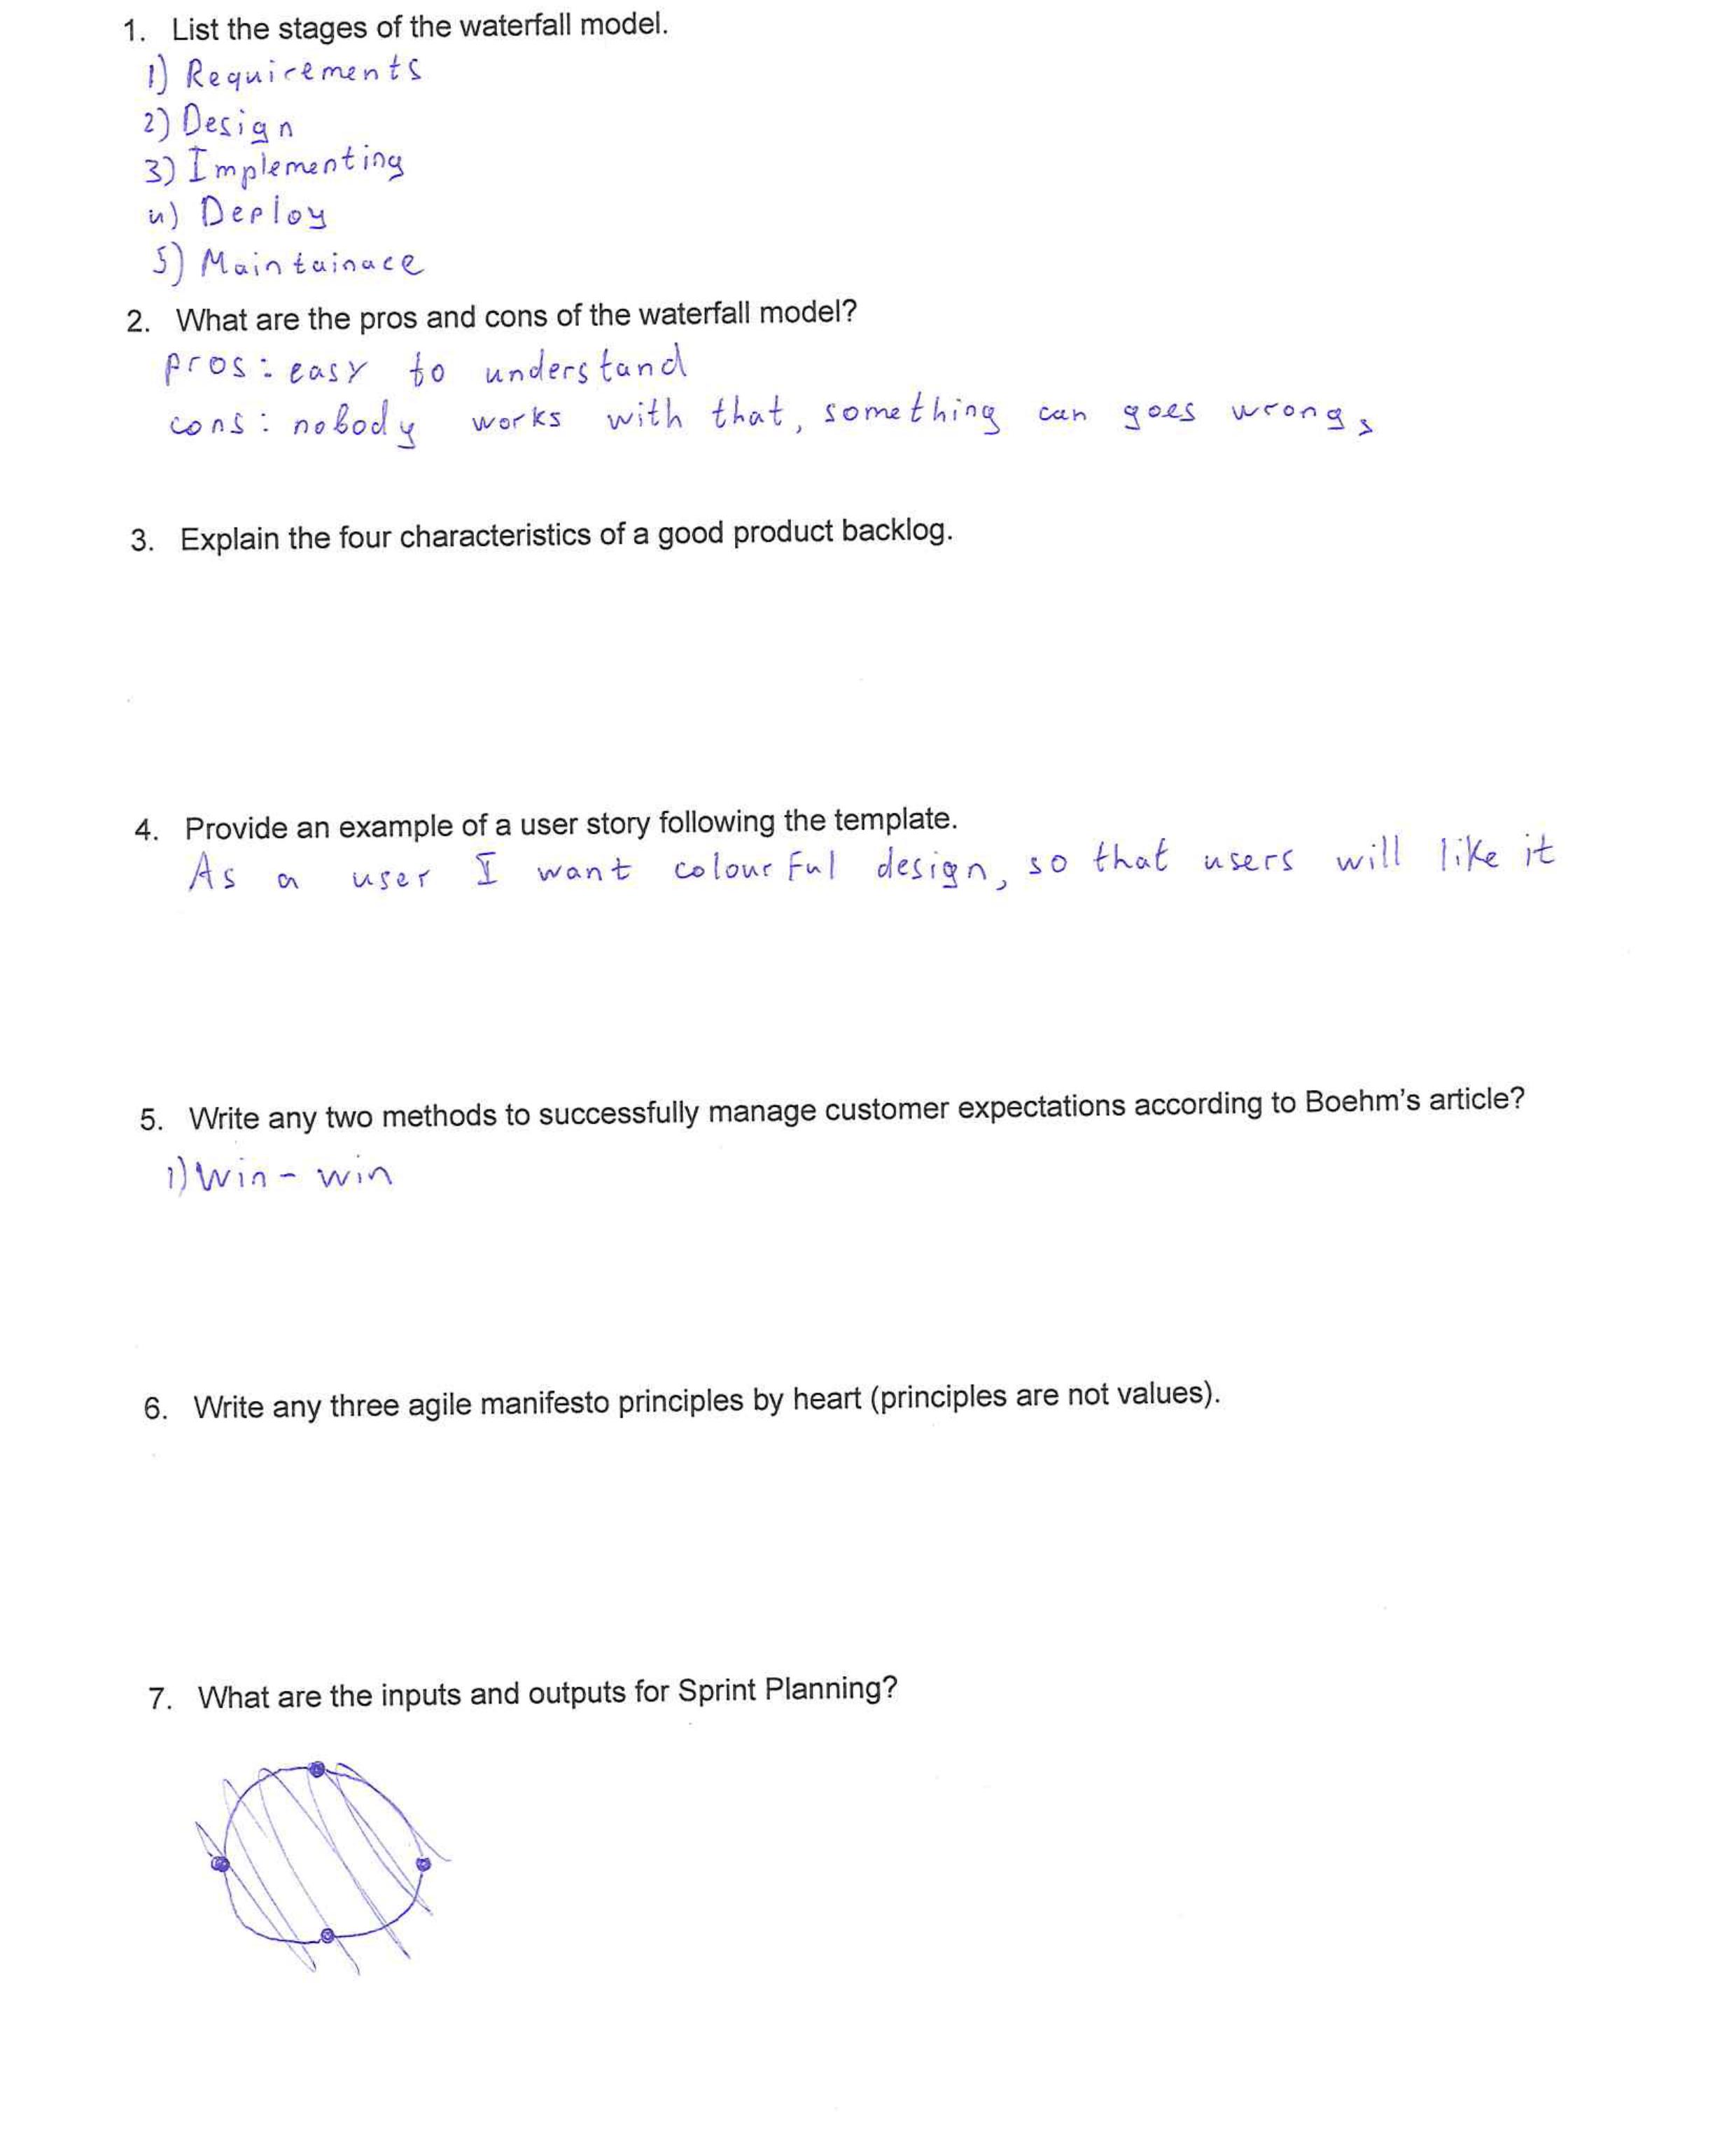 1. List the stages of the waterfall model.
1) Requirements
2) Design
3) Implementing
4) Deploy
5) Maintainace
2. What are the pros and cons of the waterfall model?
pros: easy to understand
cons: nobody works with that, something can goes wrong,
3. Explain the four characteristics of a good product backlog.
4. Provide an example of a user story following the template.
As a user I want colourful design, so that users will like it
5. Write any two methods to successfully manage customer expectations according to Boehm's article?
1) Win - win
6. Write any three agile manifesto principles by heart (principles are not values).
7. What are the inputs and outputs for Sprint Planning?